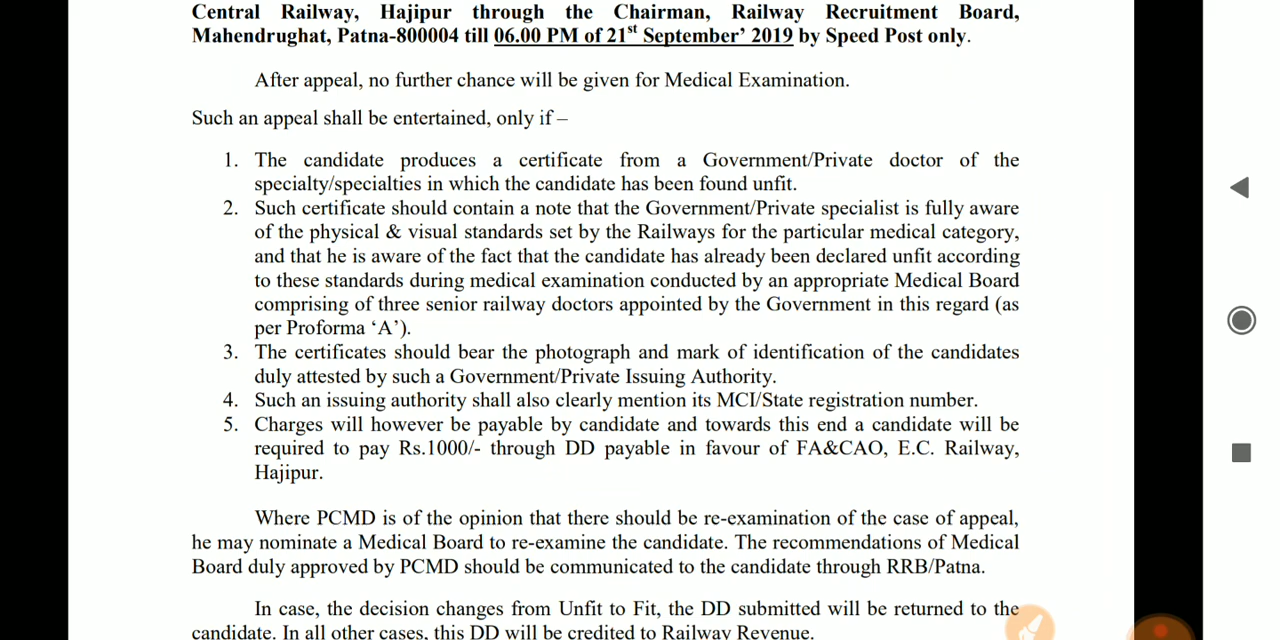 Central Railway, Hajipur through the Chairman, Railway Recruitment Board,
Mahendrughat, Patna-800004 till 06.00 PM of 21st September’ 2019 by Speed Post only.
After appeal, no further chance will be given for Medical Examination.
Such an appeal shall be entertained, only if –
1. The candidate produces a certificate from a Government/Private doctor of the
specialty/specialties in which the candidate has been found unfit.
2. Such certificate should contain a note that the Government/Private specialist is fully aware
of the physical & visual standards set by the Railways for the particular medical category,
and that he is aware of the fact that the candidate has already been declared unfit according
to these standards during medical examination conducted by an appropriate Medical Board
comprising of three senior railway doctors appointed by the Government in this regard (as
per Proforma ‘A’).
3. The certificates should bear the photograph and mark of identification of the candidates
duly attested by such a Government/Private Issuing Authority.
4. Such an issuing authority shall also clearly mention its MCI/State registration number.
5. Charges will however be payable by candidate and towards this end a candidate will be
required to pay Rs.1000/- through DD payable in favour of FA&CAO, E.C. Railway,
Hajipur.
Where PCMD is of the opinion that there should be re-examination of the case of appeal,
he may nominate a Medical Board to re-examine the candidate. The recommendations of Medical
Board duly approved by PCMD should be communicated to the candidate through RRB/Patna.
In case, the decision changes from Unfit to Fit, the DD submitted will be returned to the
candidate. In all other cases, this DD will be credited to Railway Revenue.